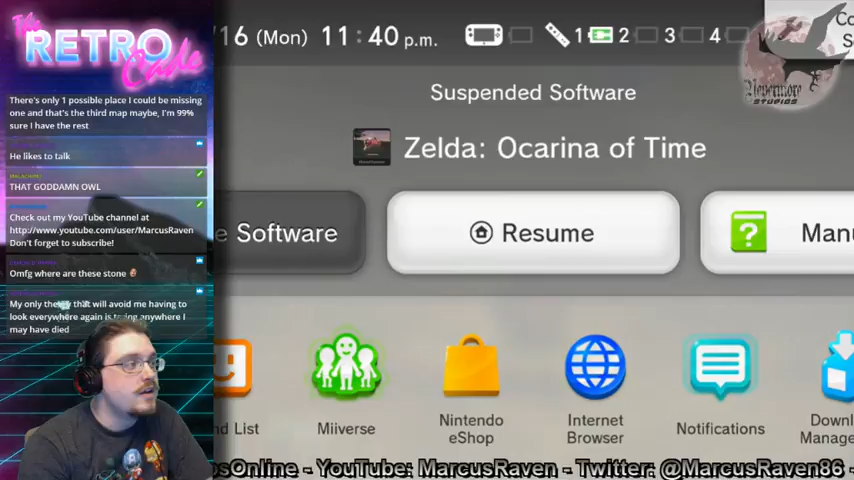 The
RETRO
Code
/16 (Mon) 11:40 p.m.
1 2 3 4
Nevermore
STUDIOS
There's only 1 possible place I could be missing
one and that's the third map maybe, I'm 99%
sure I have the rest
He likes to talk
THAT GODDAMN OWL
Check out my YouTube channel at
http://www.youtube.com/user/MarcusRaven
Don't forget to subscribe!
Omfg where are these stone
My only theory that will avoid me having to
look everywhere again is trying anywhere I
may have died
Suspended Software
Zelda: Ocarina of Time
e Software
Resume
Manu
nd List
Miiverse
Nintendo
eShop
Internet
Browser
Notifications
Downl
Manage
osOnline - YouTube: MarcusRaven - Twitter: @MarcusRaven86 -